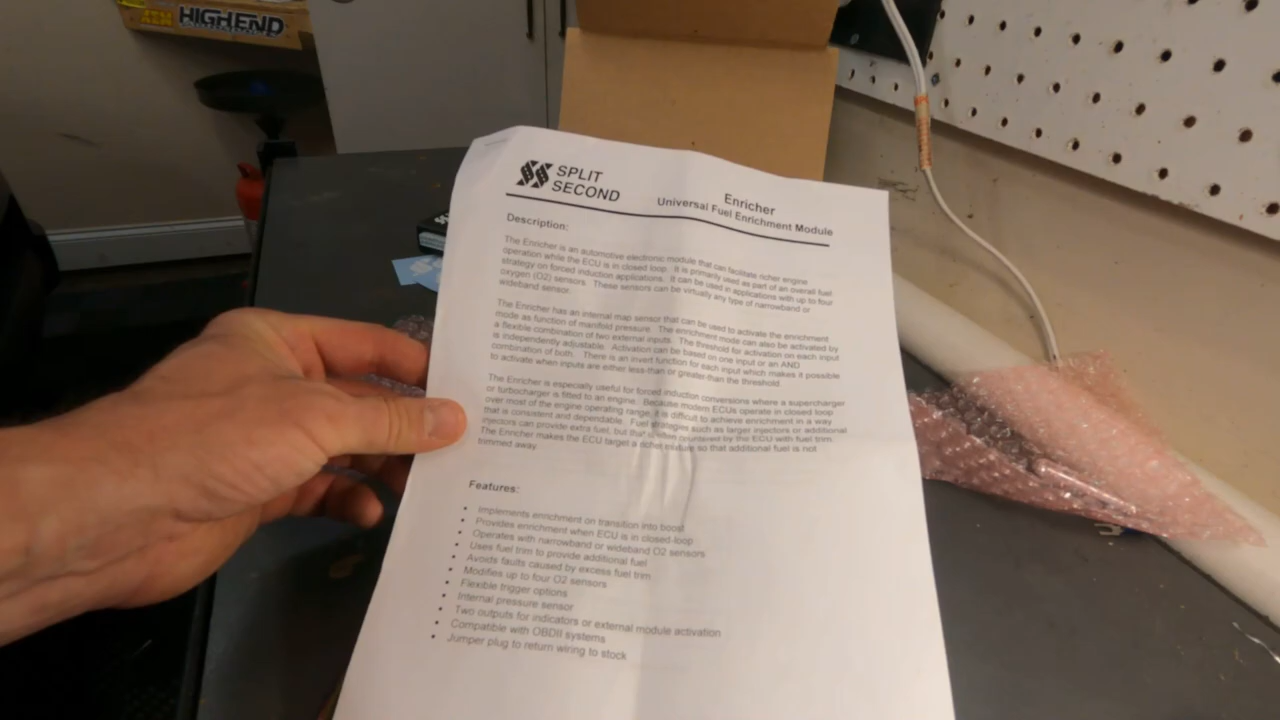 HIGH END
SPLIT
SECOND
Enricher
Universal Fuel Enrichment Module
Description:
The Enricher is an automotive electronic module that can facilitate richer engine
operation while the ECU is in closed loop. It is primarily used as part of an overall fuel
strategy on forced induction applications. It can be used in applications with up to four
oxygen (O2) sensors. These sensors can be virtually any type of narrowband or
wideband sensor.
The Enricher has an internal map sensor that can be used to activate the enrichment
mode as function of manifold pressure. The enrichment mode can also be activated by
a flexible combination of two external inputs. The threshold for activation on each input
is independently adjustable. Activation can be based on one input or an AND
combination of both. There is an invert function for each input which makes it possible
to activate when inputs are either less-than or greater-than the threshold.
The Enricher is especially useful for forced induction conversions where a supercharger
or turbocharger is fitted to an engine. Because modern ECUs operate in closed loop
over most of the engine operating range, it is difficult to achieve enrichment in a way
that is consistent and dependable. Fuel strategies such as larger injectors or additional
injectors can provide extra fuel, but that is often countered by the ECU with fuel trim.
The Enricher makes the ECU target a richer mixture so that additional fuel is not
trimmed away.
Features:
• Implements enrichment on transition into boost
• Provides enrichment when ECU is in closed-loop
• Operates with narrowband or wideband O2 sensors
• Uses fuel trim to provide additional fuel
• Avoids faults caused by excess fuel trim
• Modifies up to four O2 sensors
• Flexible trigger options
• Internal pressure sensor
• Two outputs for indicators or external module activation
• Compatible with OBDII systems
• Jumper plug to return wiring to stock